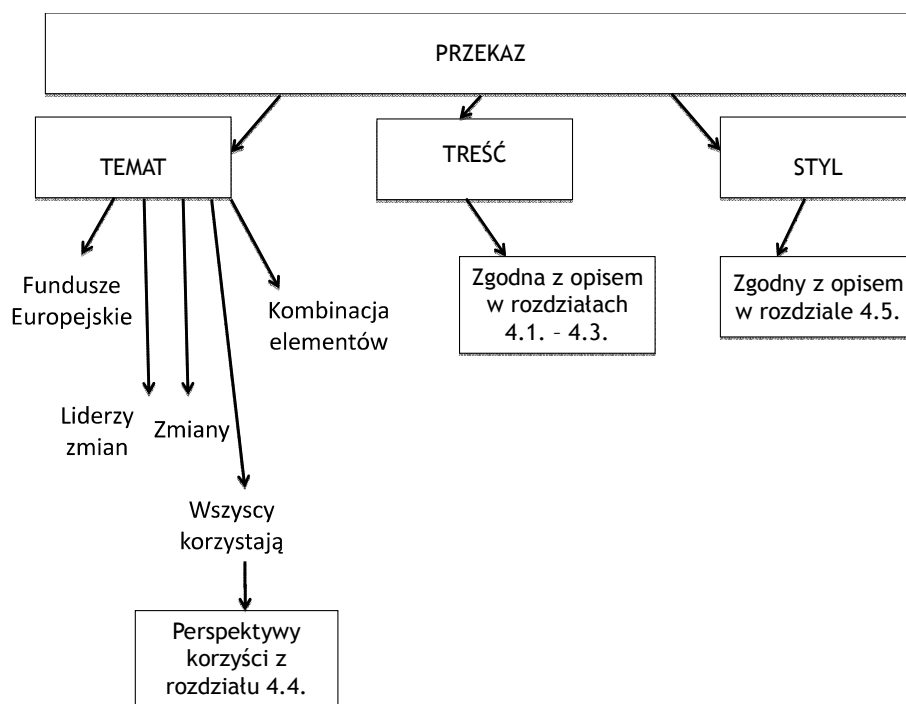 PRZEKAZ
TEMAT
TREŚĆ
STYL
Fundusze
Europejskie
Kombinacja
elementów
Zgodna z opisem
w rozdziałach
4.1. – 4.3.
Zgodny z opisem
w rozdziale 4.5.
Liderzy
zmian
Zmiany
Wszyscy
korzystają
Perspektywy
korzyści z
rozdziału 4.4.